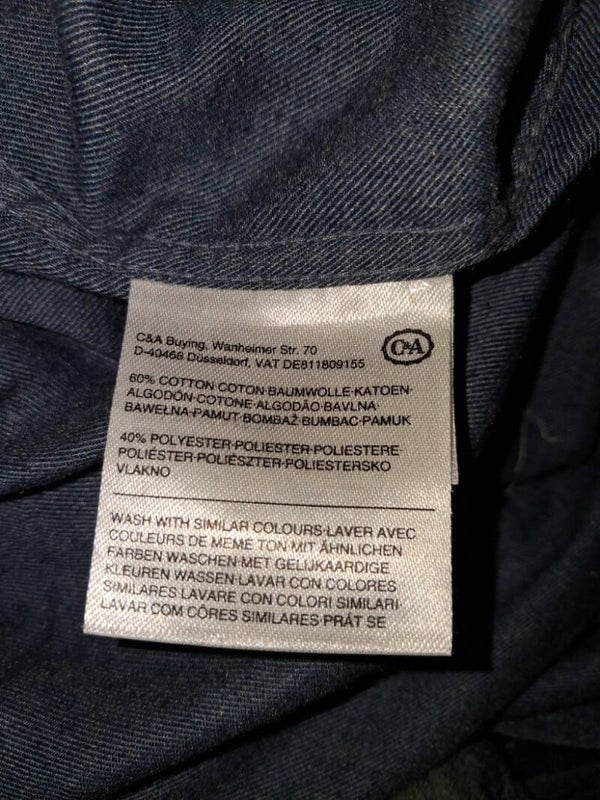 C&A Buying, Wanheimer Str. 70
D-40468 Düsseldorf, VAT DE811809155
C&A
60% COTTON·COTON·BAUMWOLLE·KATOEN·
ALGODÓN·COTONE·ALGODÃO·BAVLNA·
BAWEŁNA·PAMUT·BOMBAŽ·BUMBAC·PAMUK
40% POLYESTER·POLIESTER·POLIESTERE·
POLIÉSTER·POLIÉSZTER·POLIESTERSKO
VLAKNO
WASH WITH SIMILAR COLOURS·LAVER AVEC
COULEURS DE MEME TON·MIT ÄHNLICHEN
FARBEN WASCHEN·MET GELIJKAARDIGE
KLEUREN WASSEN·LAVAR CON COLORES
SIMILARES·LAVARE CON COLORI SIMILARI·
LAVAR COM CÔRES SIMILARES·PRÁT SE